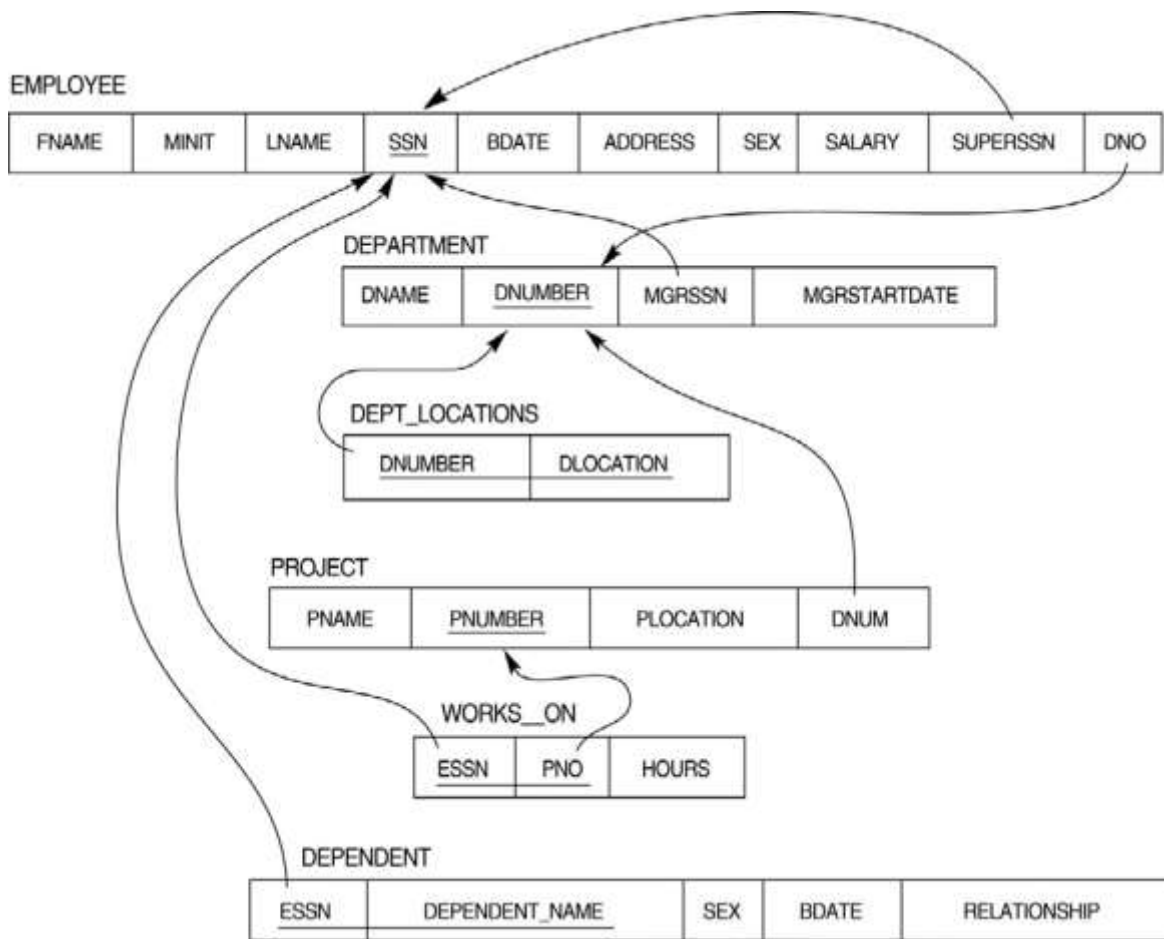 EMPLOYEE
FNAME MINIT LNAME SSN BDATE ADDRESS SEX SALARY SUPERSSN DNO
DEPARTMENT
DNAME DNUMBER MGRSSN MGRSTARTDATE
DEPT_LOCATIONS
DNUMBER DLOCATION
PROJECT
PNAME PNUMBER PLOCATION DNUM
WORKS__ON
ESSN PNO HOURS
DEPENDENT
ESSN DEPENDENT_NAME SEX BDATE RELATIONSHIP